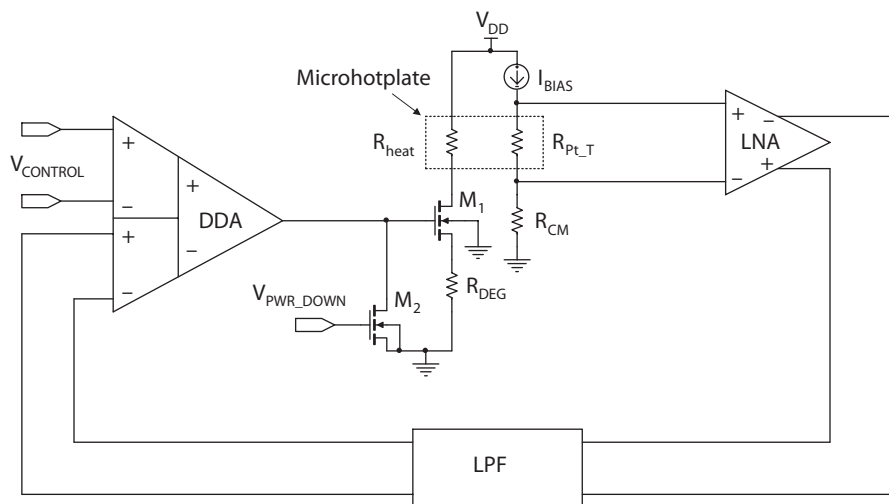 V_DD
I_BIAS
Microhotplate
R_heat
R_Pt_T
+
−
LNA
−
+
V_CONTROL
+
−
+
−
DDA
+
−
M_1
R_CM
R_DEG
V_PWR_DOWN
M_2
LPF